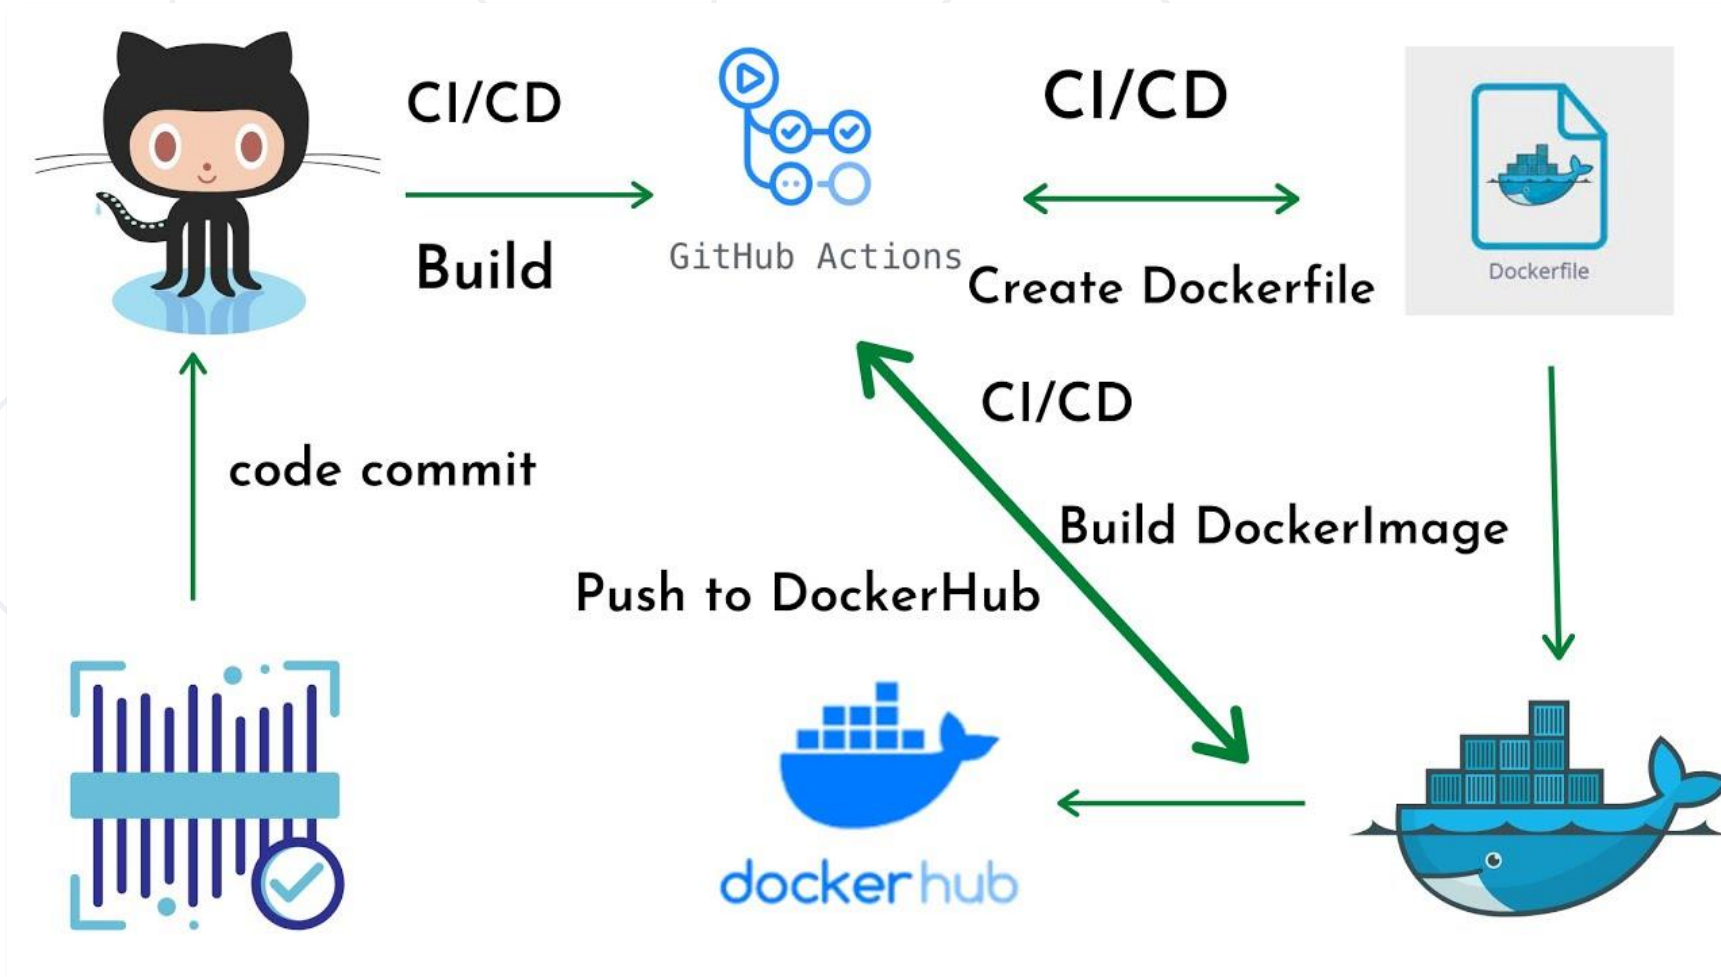 CI/CD
CI/CD
Build
GitHub Actions
Create Dockerfile
Dockerfile
CI/CD
code commit
Build DockerImage
Push to DockerHub
dockerhub